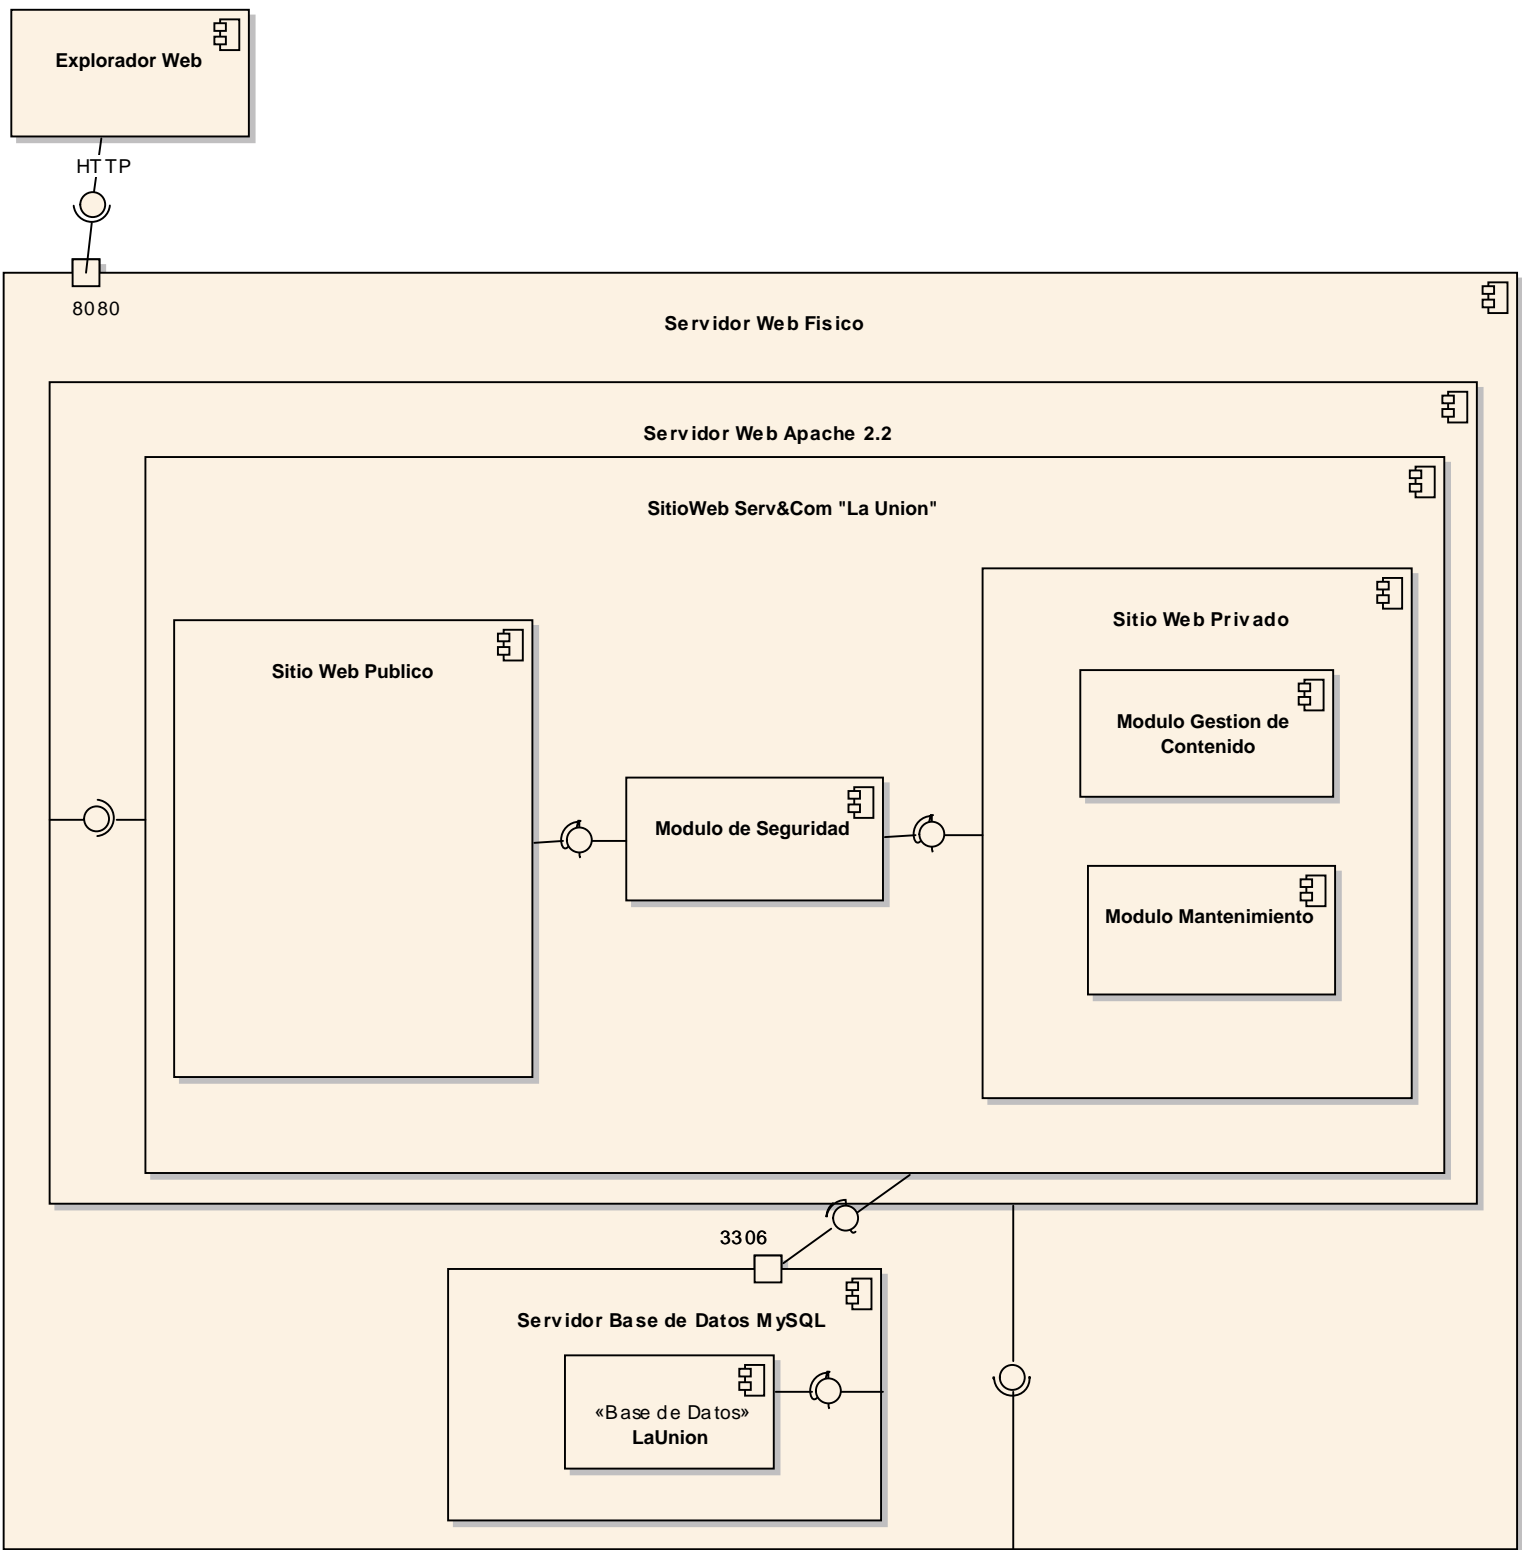 Explorador Web
HTTP
8080
Servidor Web Fisico
Servidor Web Apache 2.2
SitioWeb Serv&Com "La Union"
Sitio Web Publico
Modulo de Seguridad
Sitio Web Privado
Modulo Gestion de
Contenido
Modulo Mantenimiento
3306
Servidor Base de Datos MySQL
«Base de Datos»
LaUnion